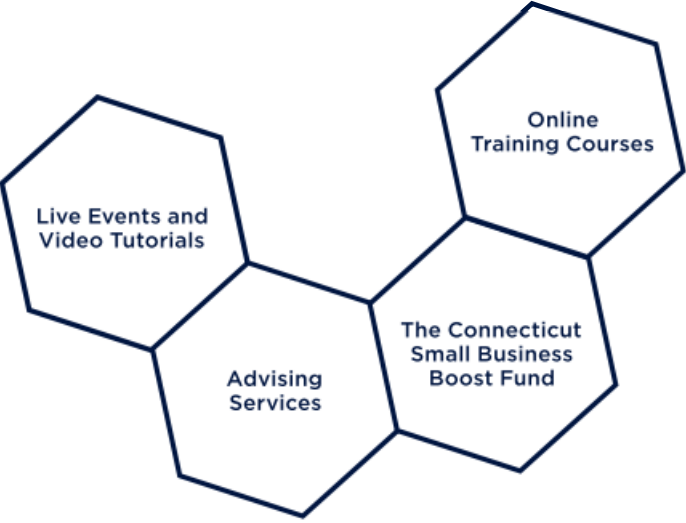 Online
Training Courses
Live Events and
Video Tutorials
The Connecticut
Small Business
Boost Fund
Advising
Services